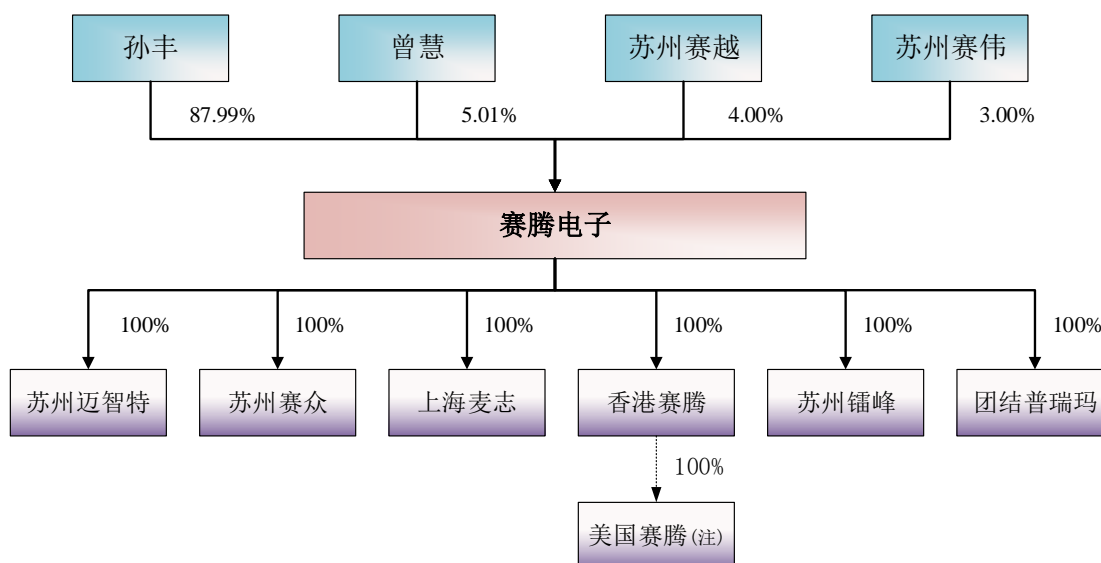 孙丰
曾慧
苏州赛越
苏州赛伟
87.99%
5.01%
4.00%
3.00%
赛腾电子
100%
100%
100%
100%
100%
100%
苏州迈智特
苏州赛众
上海麦志
香港赛腾
苏州镭峰
团结普瑞玛
100%
美国赛腾(注)